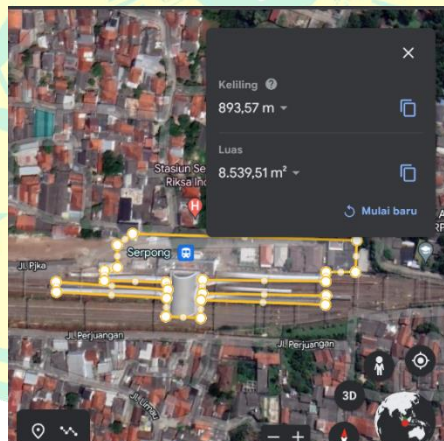 Keliling
893,57 m
Luas
8.539,51 m²
Mulai baru
Stasiun Se
Riksa Ind
H
Serpong
Jl. Pjka
Jl. Perjuangan
Jl. Perjuangan
3D